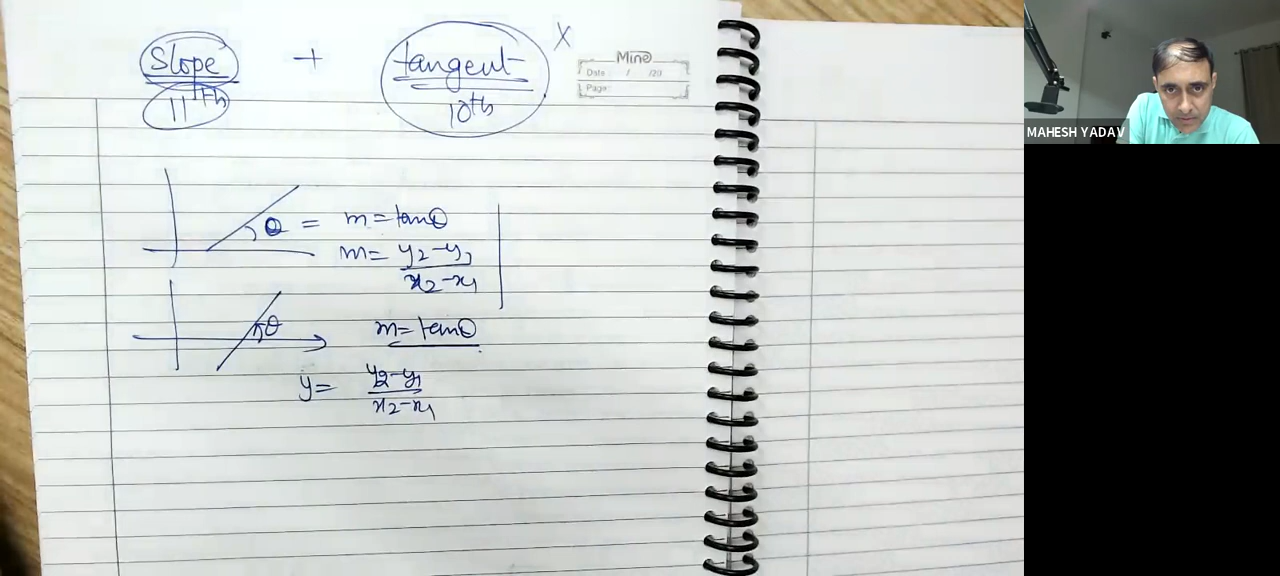 Slope + tangent X
11th 10th
Mino
Date / /20
Page:
MAHESH YADAV
θ = m = tanθ
m = y2-y1
x2-x1
θ m = tanθ
y = y2-y1
x2-x1